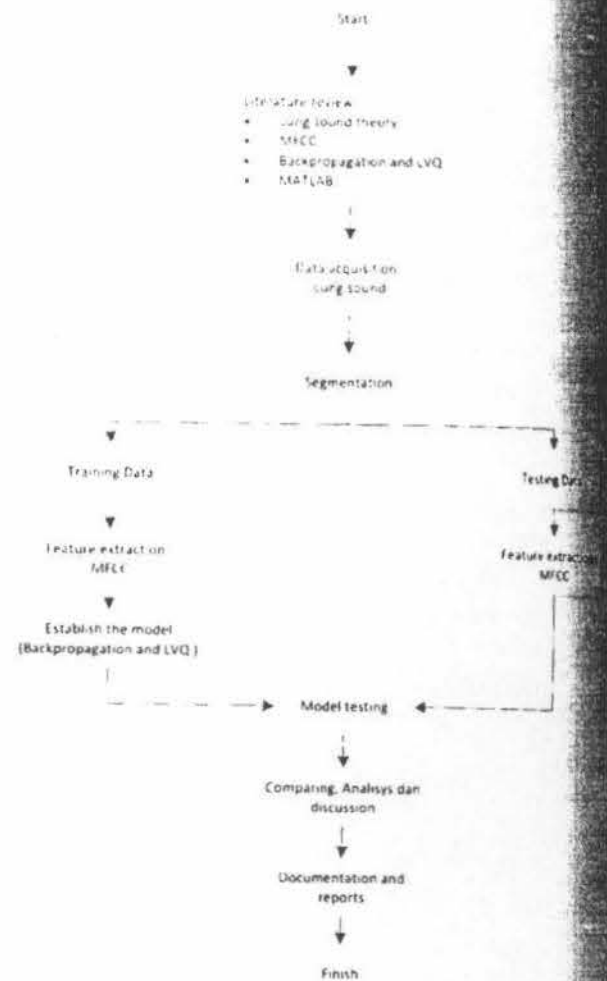 Start
Literature review
• Lung sound theory
• MFCC
• Backpropagation and LVQ
• MATLAB
Data acquisition
Lung sound
Segmentation
Training Data
Testing Data
Feature extraction
MFCC
Feature extraction
MFCC
Establish the model
(Backpropagation and LVQ )
Model testing
Comparing, Analisys dan
discussion
Documentation and
reports
Finish